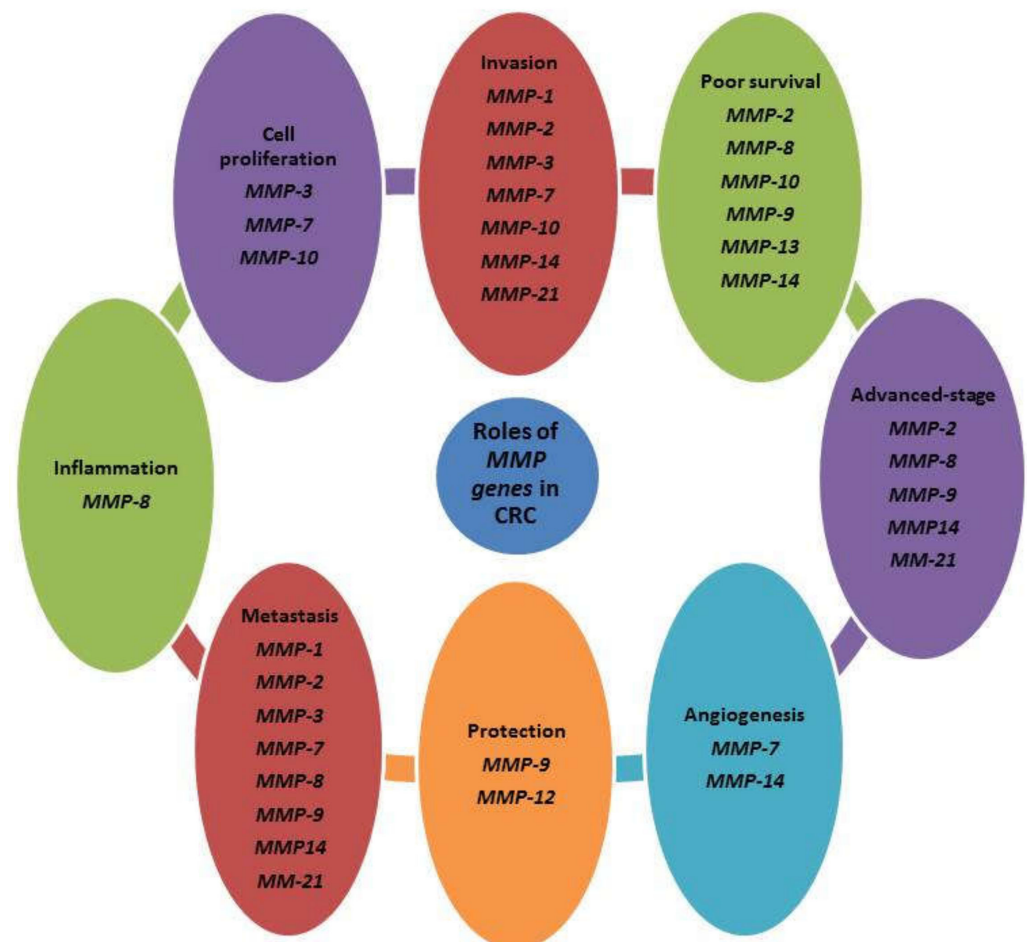 Invasion
MMP-1
MMP-2
MMP-3
MMP-7
MMP-10
MMP-14
MMP-21
Poor survival
MMP-2
MMP-8
MMP-10
MMP-9
MMP-13
MMP-14
Advanced-stage
MMP-2
MMP-8
MMP-9
MMP14
MM-21
Angiogenesis
MMP-7
MMP-14
Protection
MMP-9
MMP-12
Metastasis
MMP-1
MMP-2
MMP-3
MMP-7
MMP-8
MMP-9
MMP14
MM-21
Inflammation
MMP-8
Cell
proliferation
MMP-3
MMP-7
MMP-10
Roles of
MMP
genes in
CRC